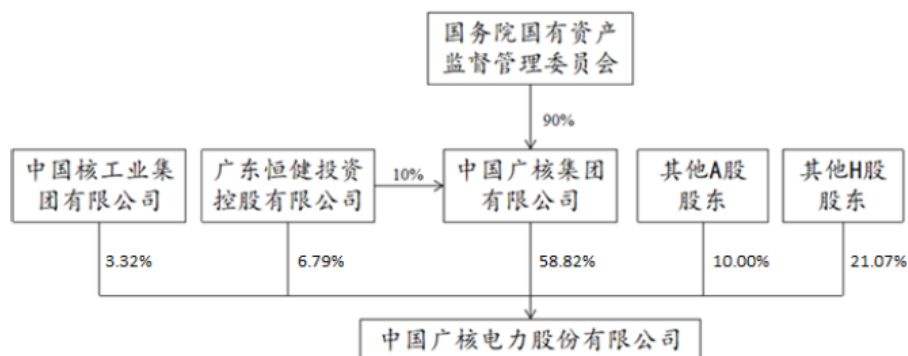 国务院国有资产
监督管理委员会
90%
中国核工业集
团有限公司
广东恒健投资
控股有限公司
10%
中国广核集团
有限公司
其他A股
股东
其他H股
股东
3.32%
6.79%
58.82%
10.00%
21.07%
中国广核电力股份有限公司